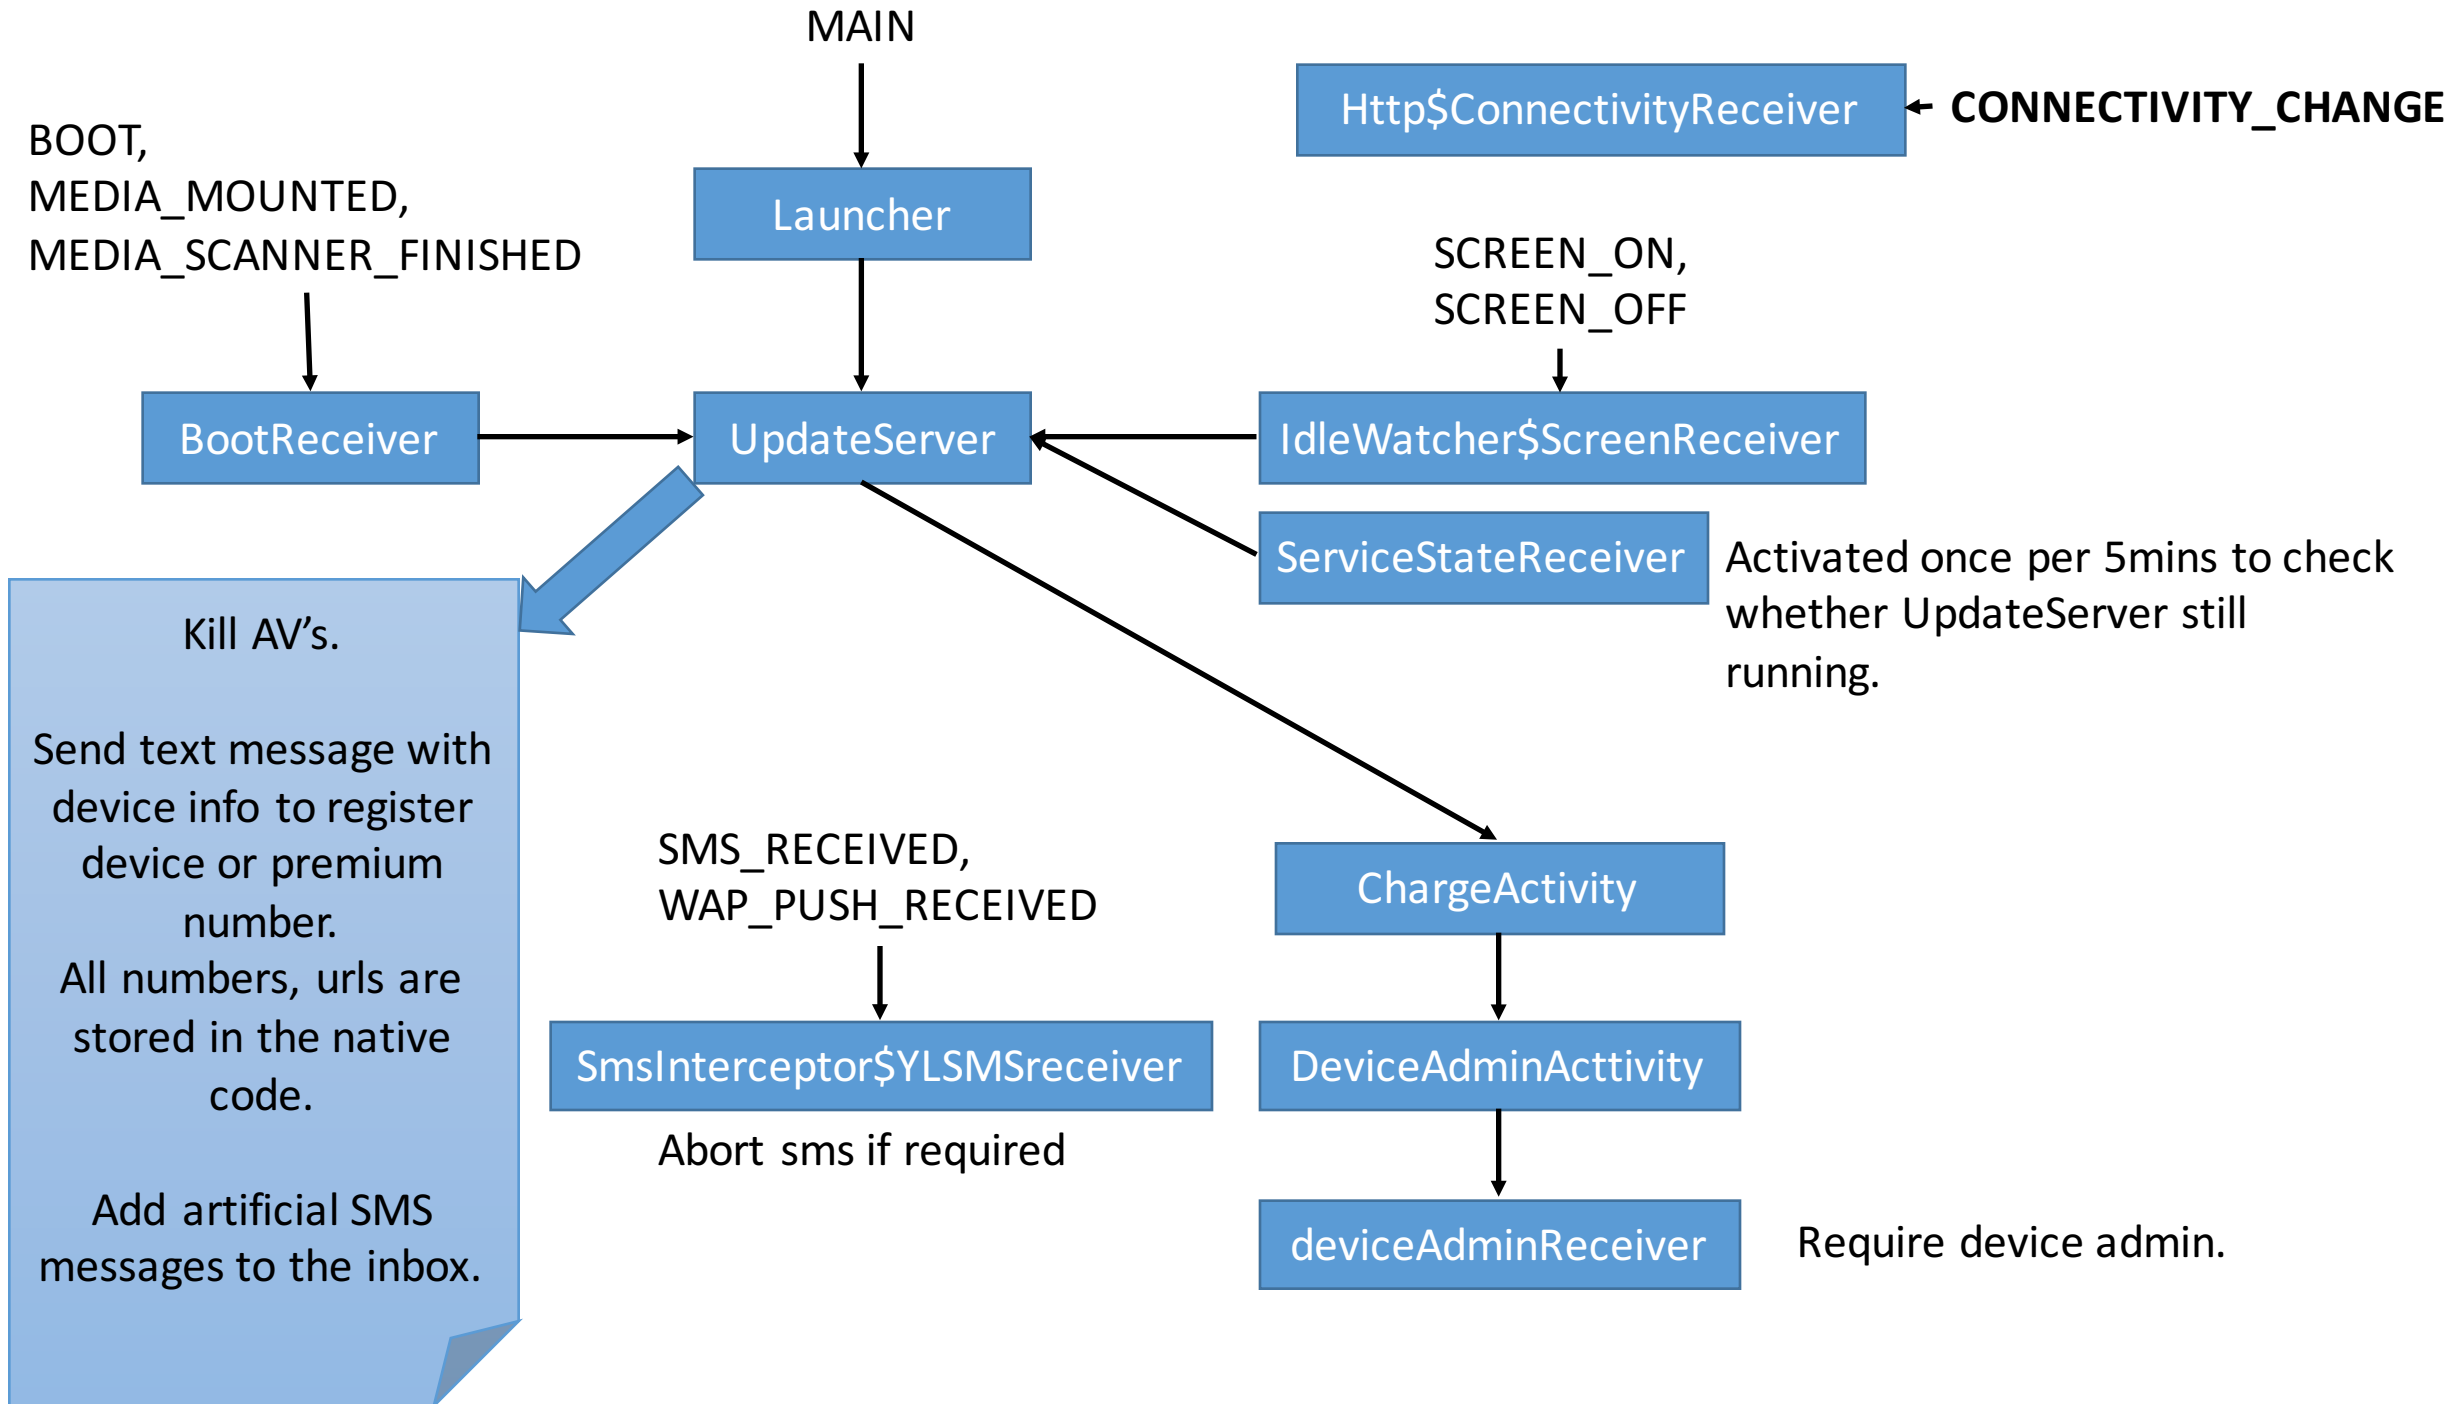 MAIN
Http$ConnectivityReceiver
CONNECTIVITY_CHANGE
BOOT,
MEDIA_MOUNTED,
MEDIA_SCANNER_FINISHED
Launcher
SCREEN_ON,
SCREEN_OFF
BootReceiver
UpdateServer
IdleWatcher$ScreenReceiver
ServiceStateReceiver
Activated once per 5mins to check
whether UpdateServer still
running.
Kill AV’s.
Send text message with
device info to register
device or premium
number.
All numbers, urls are
stored in the native
code.
Add artificial SMS
messages to the inbox.
SMS_RECEIVED,
WAP_PUSH_RECEIVED
ChargeActivity
SmsInterceptor$YLSMSreceiver
DeviceAdminActtivity
Abort sms if required
deviceAdminReceiver
Require device admin.